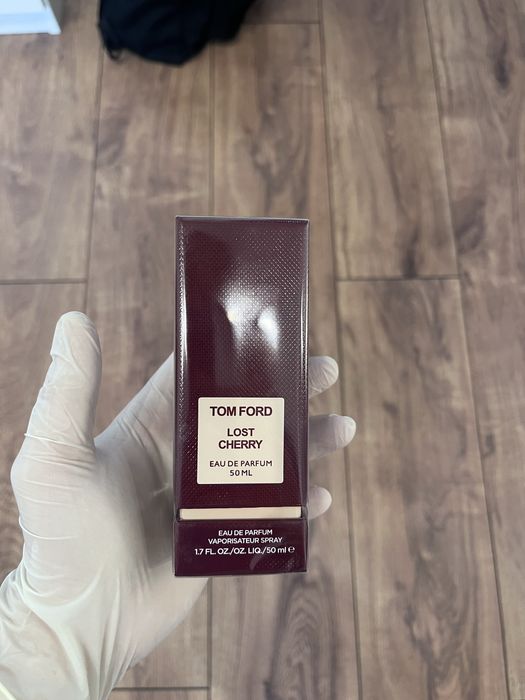 TOM FORD
LOST
CHERRY
EAU DE PARFUM
50 ML
EAU DE PARFUM
VAPORISATEUR SPRAY
1.7 FL. OZ./OZ. LIQ./50 ml ℮